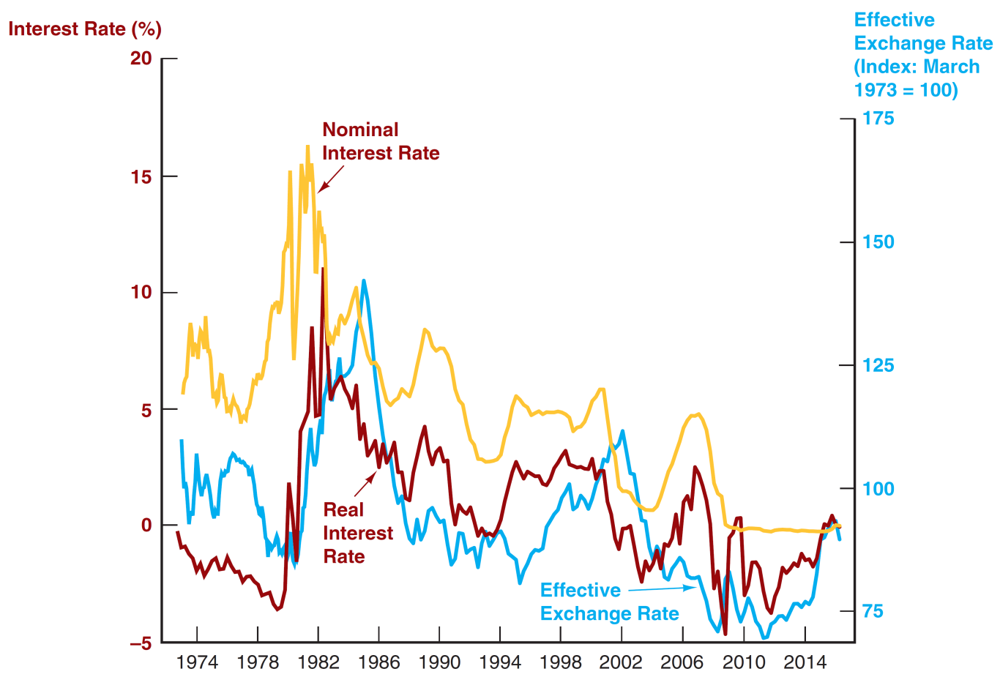 Interest Rate (%)
Effective
Exchange Rate
(Index: March
1973 = 100)
20
15
10
5
0
–5
175
150
125
100
75
Nominal
Interest Rate
Real
Interest
Rate
Effective
Exchange Rate
1974 1978 1982 1986 1990 1994 1998 2002 2006 2010 2014